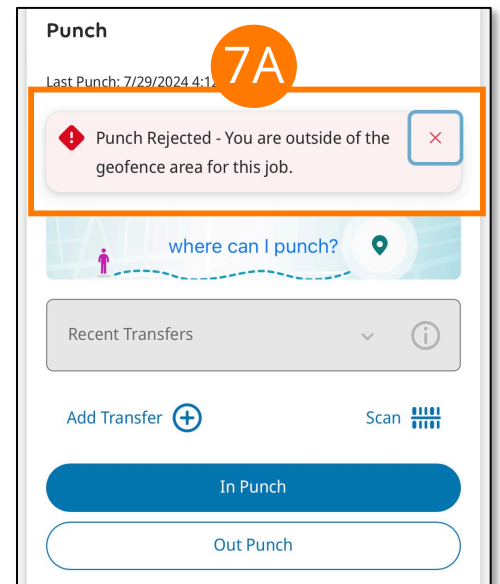 Punch
7A
Last Punch: 7/29/2024 4:12
Punch Rejected - You are outside of the
geofence area for this job.
where can I punch?
Recent Transfers
Add Transfer
Scan
In Punch
Out Punch